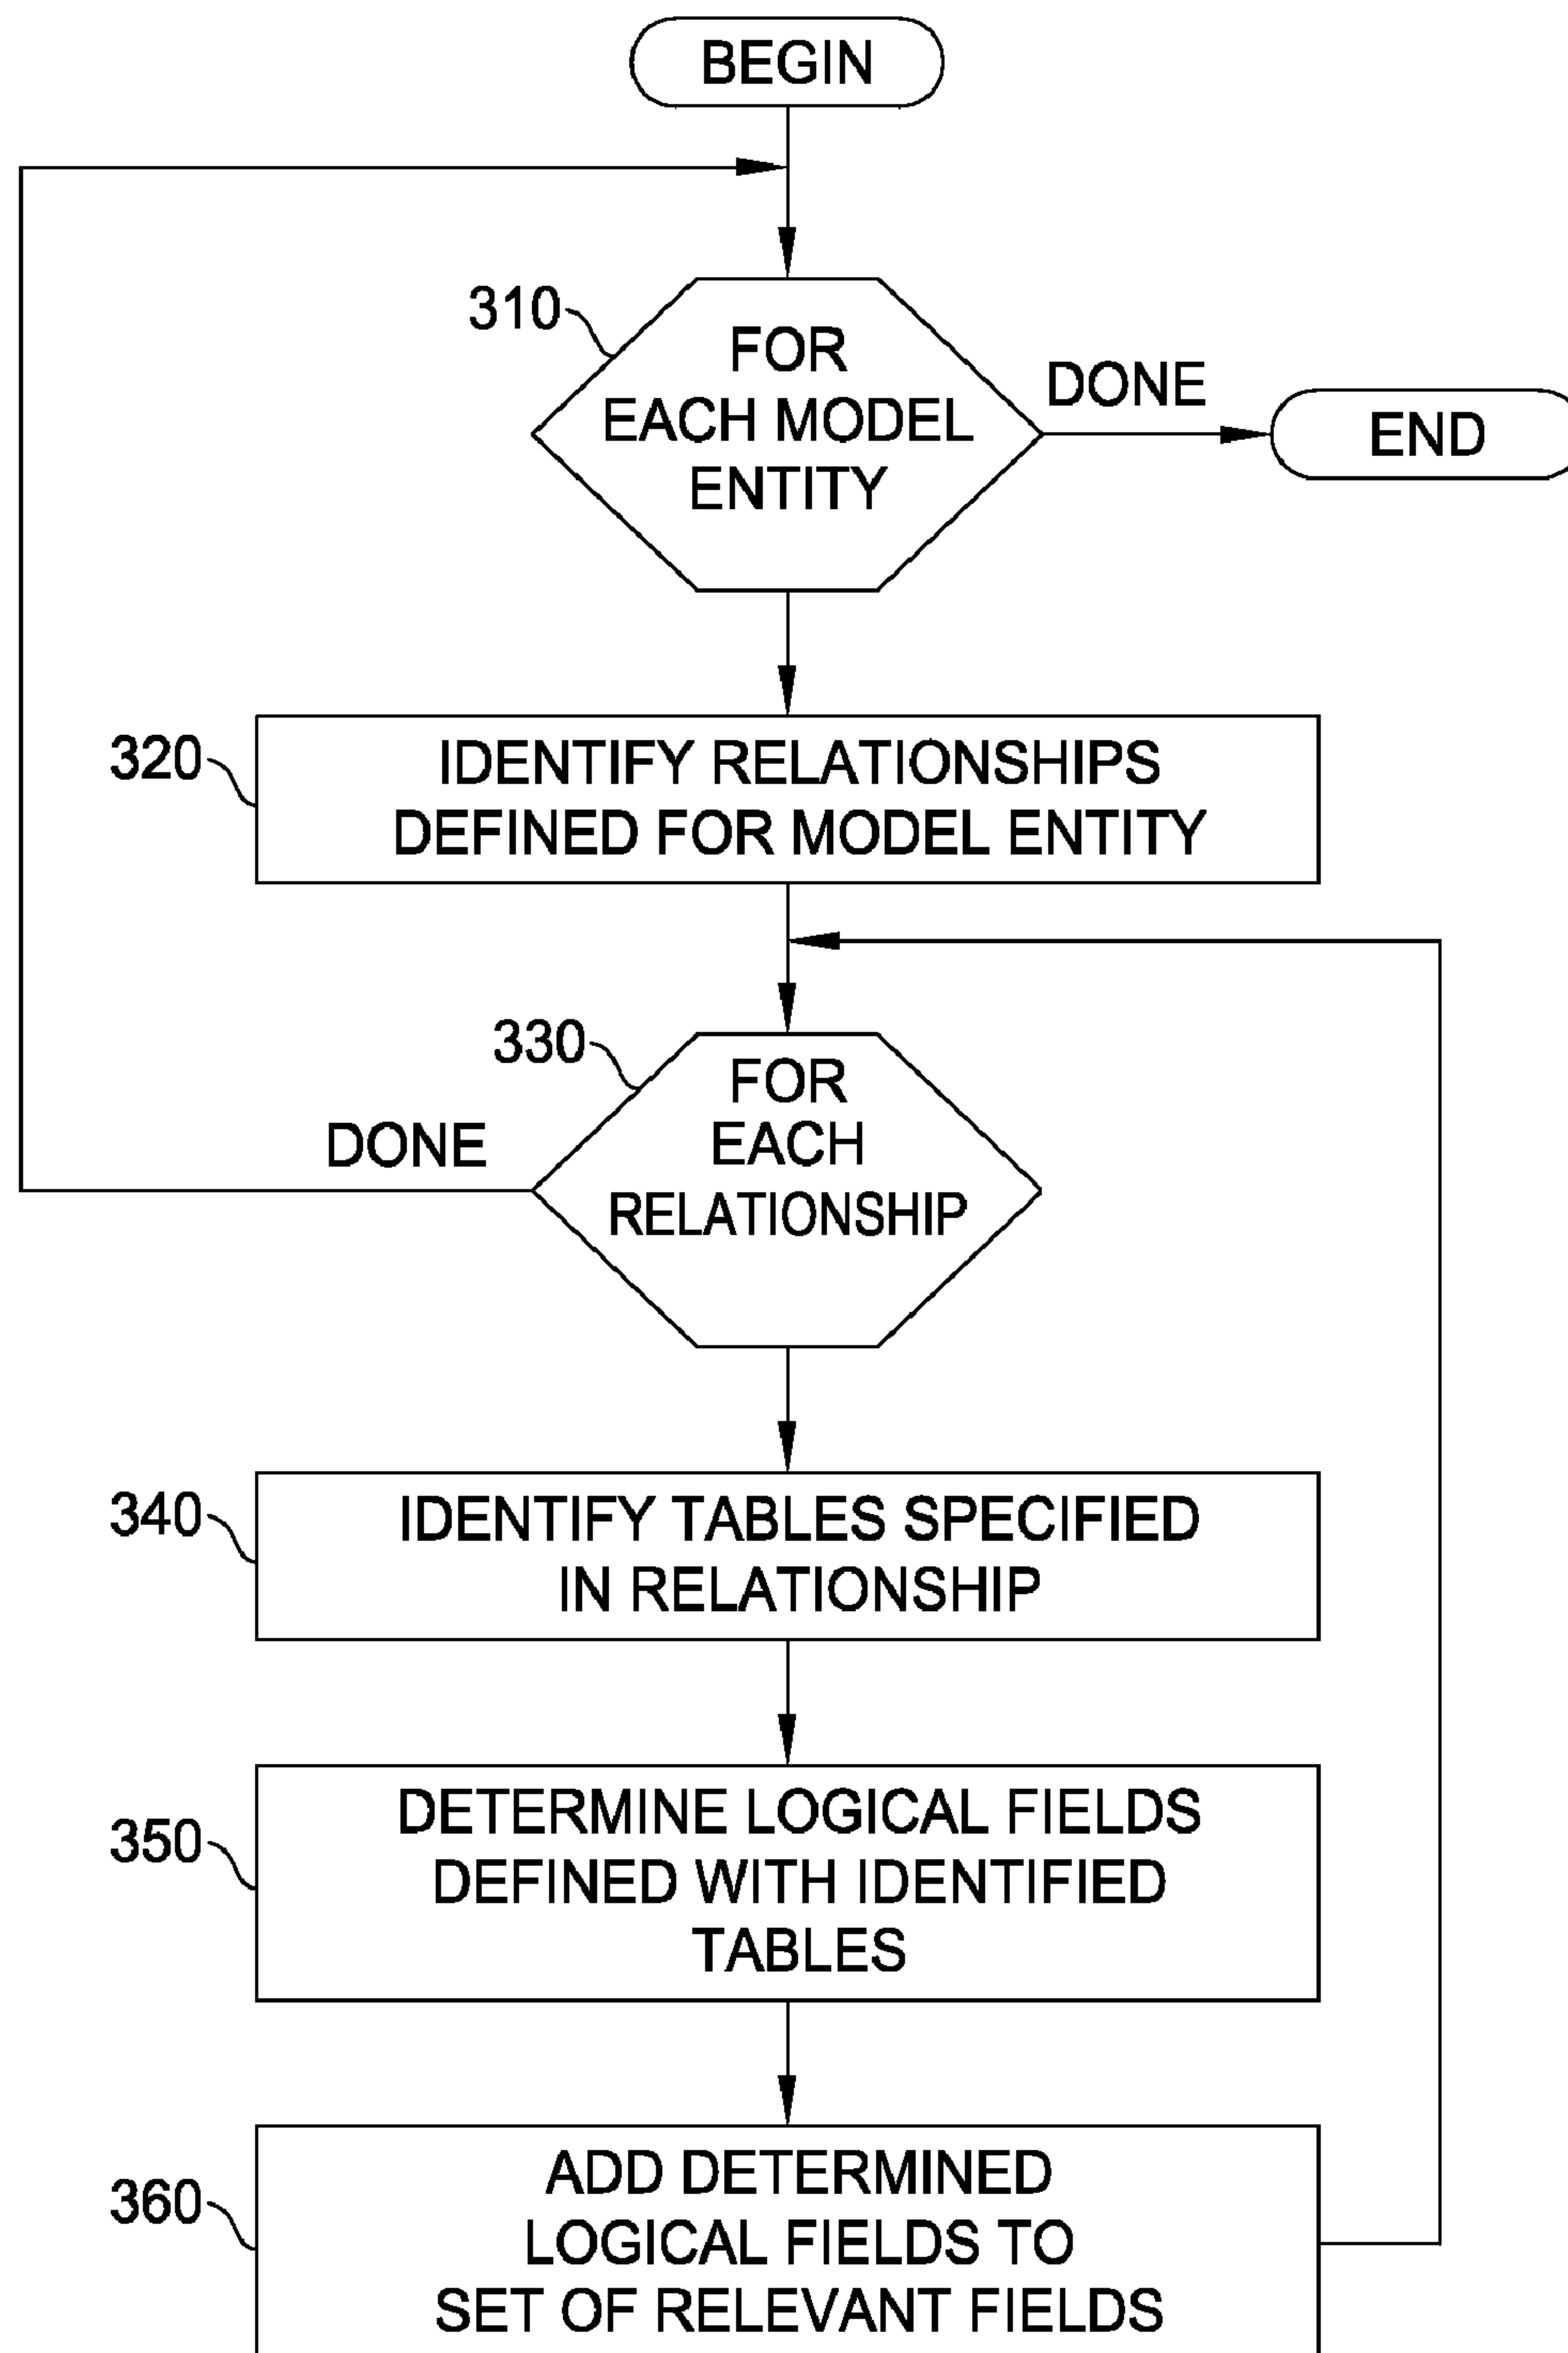 BEGIN
310
FOR
EACH MODEL
ENTITY
DONE
END
320
IDENTIFY RELATIONSHIPS
DEFINED FOR MODEL ENTITY
330
FOR
EACH
RELATIONSHIP
DONE
340
IDENTIFY TABLES SPECIFIED
IN RELATIONSHIP
350
DETERMINE LOGICAL FIELDS
DEFINED WITH IDENTIFIED
TABLES
360
ADD DETERMINED
LOGICAL FIELDS TO
SET OF RELEVANT FIELDS